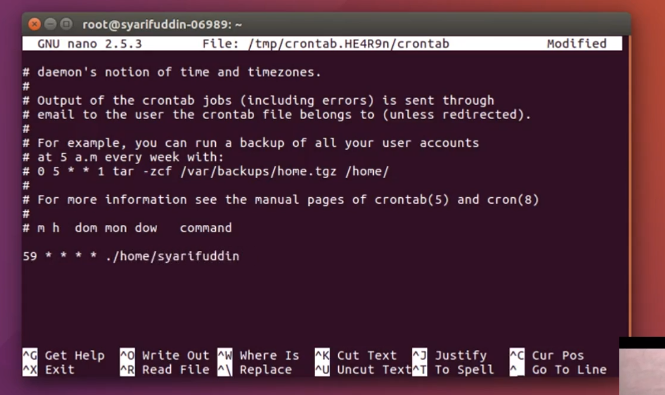 root@syarifuddin-06989: ~
GNU nano 2.5.3 File: /tmp/crontab.HE4R9n/crontab Modified
# daemon's notion of time and timezones.
#
# Output of the crontab jobs (including errors) is sent through
# email to the user the crontab file belongs to (unless redirected).
#
# For example, you can run a backup of all your user accounts
# at 5 a.m every week with:
# 0 5 * * 1 tar -zcf /var/backups/home.tgz /home/
#
# For more information see the manual pages of crontab(5) and cron(8)
#
# m h  dom mon dow   command
59 * * * * ./home/syarifuddin
^G Get Help ^O Write Out ^W Where Is ^K Cut Text ^J Justify ^C Cur Pos
^X Exit ^R Read File ^\ Replace ^U Uncut Text ^T To Spell ^_ Go To Line